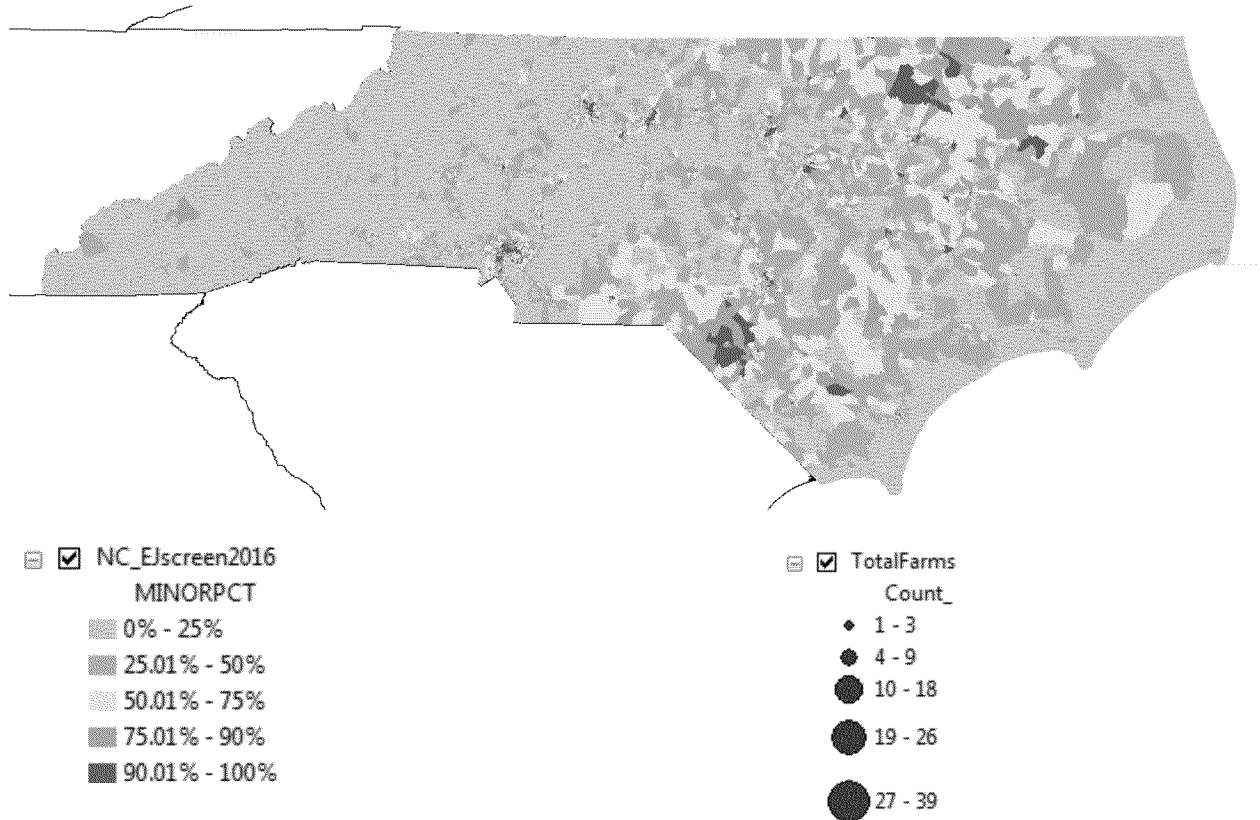 NC_EJscreen2016
MINORPCT
0% - 25%
25.01% - 50%
50.01% - 75%
75.01% - 90%
90.01% - 100%
TotalFarms
Count_
1 - 3
4 - 9
10 - 18
19 - 26
27 - 39